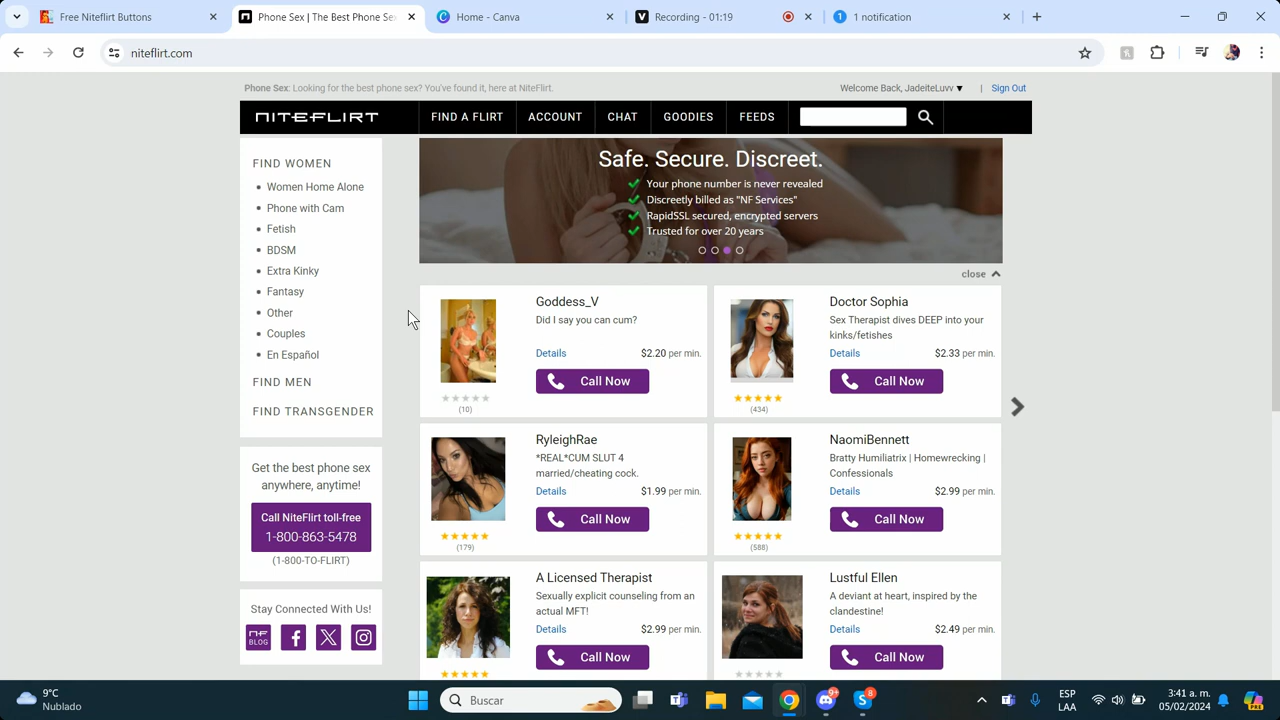 Free Niteflirt Buttons
Phone Sex | The Best Phone Sex
Home - Canva
Recording - 01:19
1
1 notification
niteflirt.com
Phone Sex: Looking for the best phone sex? You've found it, here at NiteFlirt.
Welcome Back, JadeiteLuvv ▼ | Sign Out
NITEFLIRT
FIND A FLIRT
ACCOUNT
CHAT
GOODIES
FEEDS
FIND WOMEN
Women Home Alone
Phone with Cam
Fetish
BDSM
Extra Kinky
Fantasy
Other
Couples
En Español
FIND MEN
FIND TRANSGENDER
Get the best phone sex
anywhere, anytime!
Call NiteFlirt toll-free
1-800-863-5478
(1-800-TO-FLIRT)
Stay Connected With Us!
NF
BLOG
Safe. Secure. Discreet.
Your phone number is never revealed
Discreetly billed as "NF Services"
RapidSSL secured, encrypted servers
Trusted for over 20 years
close
Goddess_V
Did I say you can cum?
Details
$2.20 per min.
Call Now
(10)
Doctor Sophia
Sex Therapist dives DEEP into your
kinks/fetishes
Details
$2.33 per min.
Call Now
(434)
RyleighRae
*REAL*CUM SLUT 4
married/cheating cock.
Details
$1.99 per min.
Call Now
(179)
NaomiBennett
Bratty Humiliatrix | Homewrecking |
Confessionals
Details
$2.99 per min.
Call Now
(588)
A Licensed Therapist
Sexually explicit counseling from an
actual MFT!
Details
$2.99 per min.
Call Now
Lustful Ellen
A deviant at heart, inspired by the
clandestine!
Details
$2.49 per min.
Call Now
9°C
Nublado
Buscar
9+
8
ESP
LAA
3:41 a. m.
05/02/2024